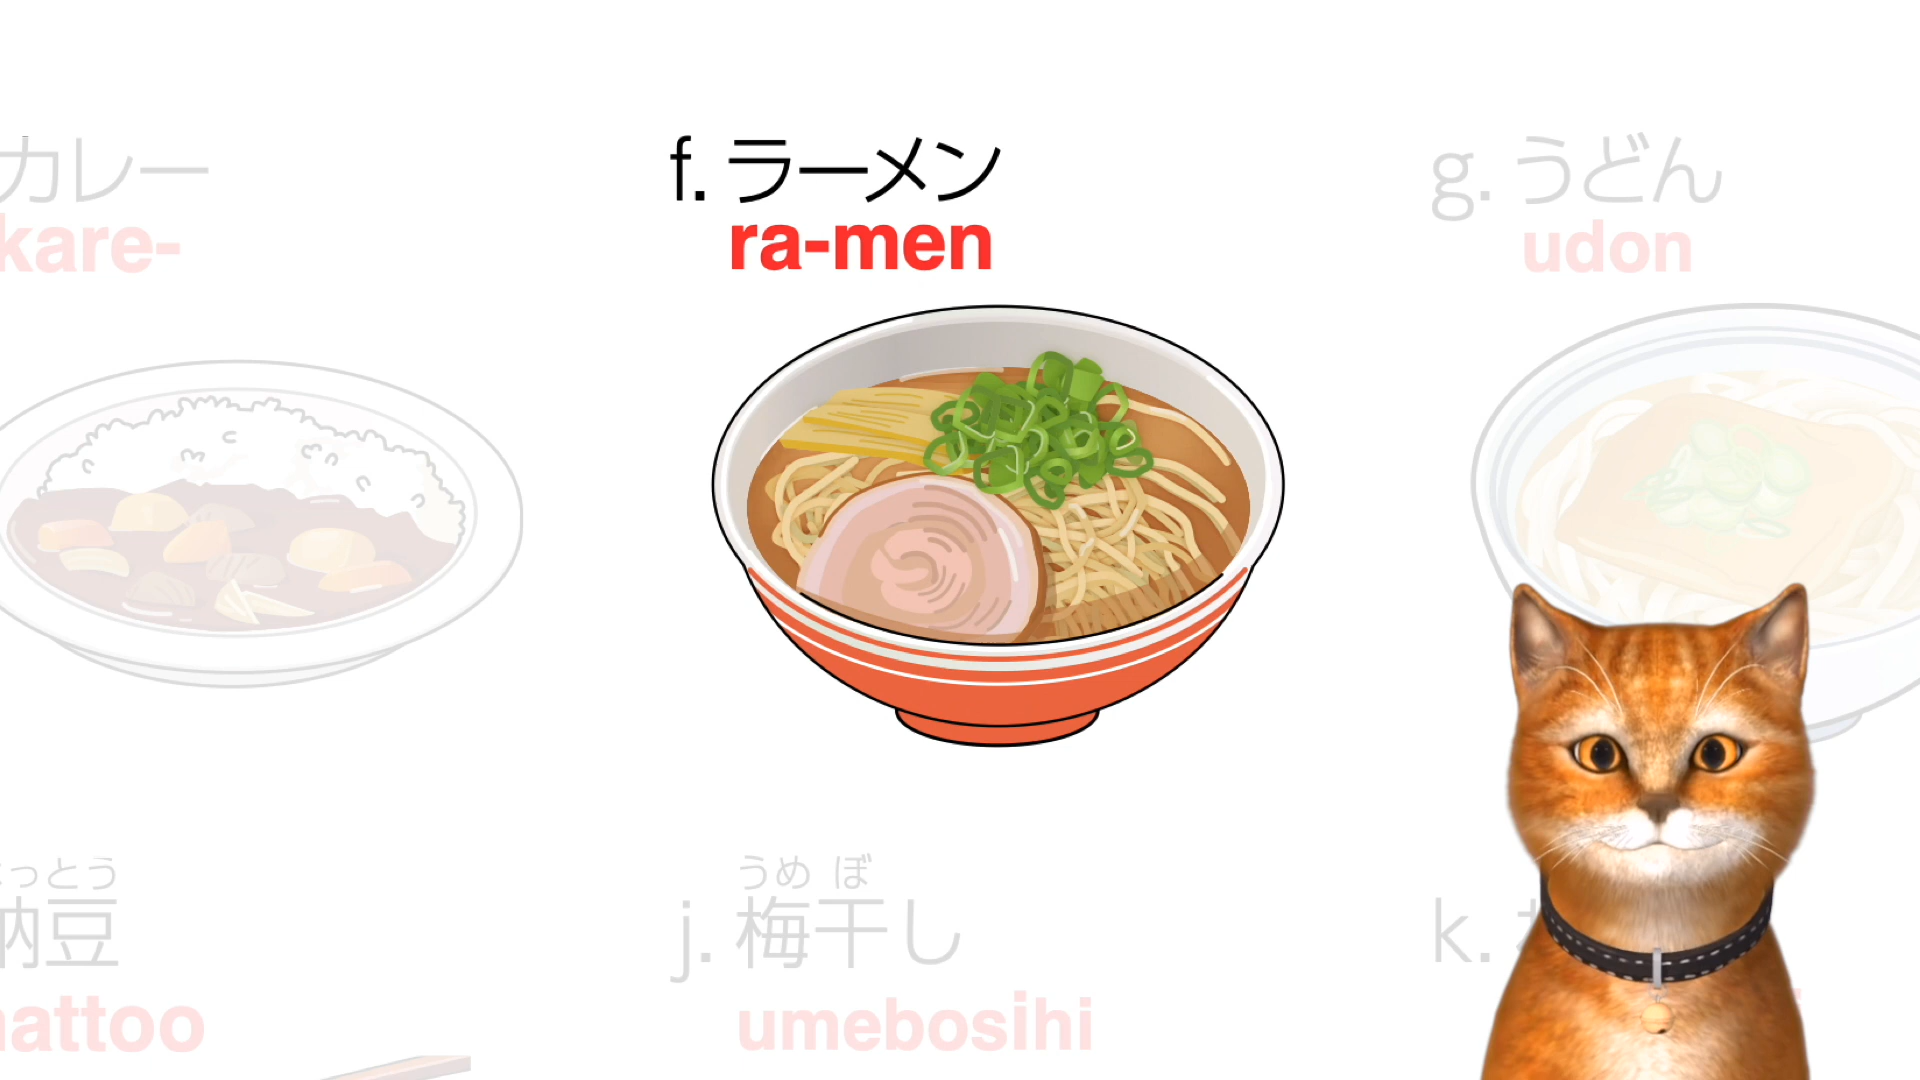 カレー
kare-
f. ラーメン
ra-men
g. うどん
udon
っとう
納豆
nattoo
うめ ぼ
j. 梅干し
umebosihi
k.